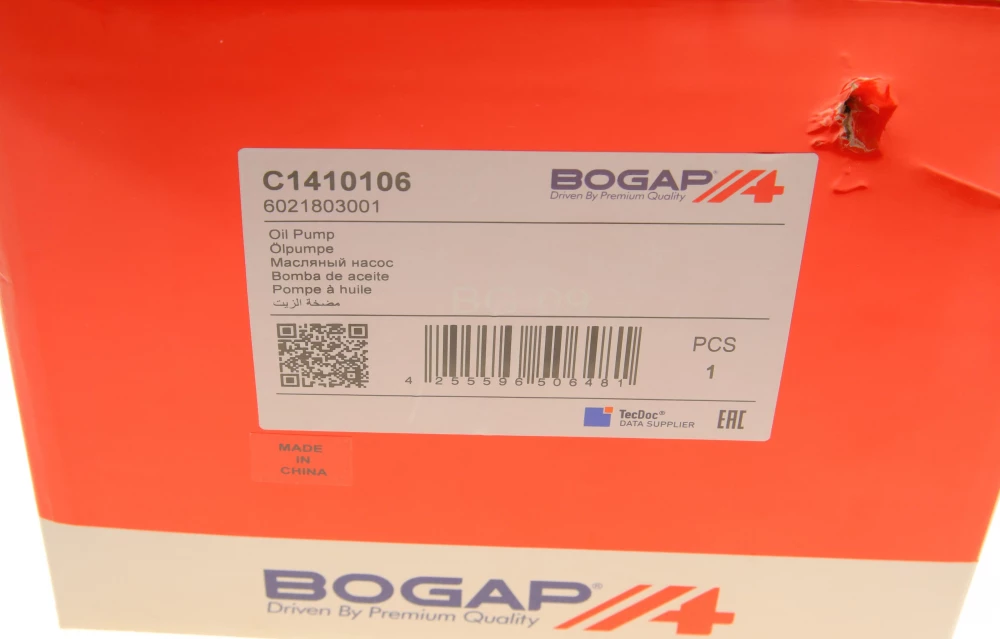 C1410106
6021803001
BOGAP®
Driven By Premium Quality
Oil Pump
Ölpumpe
Масляный насос
Bomba de aceite
Pompe à huile
مضخة الزيت
4 255596 506481
PCS
1
TecDoc®
DATA SUPPLIER
EAC
MADE
IN
CHINA
BOGAP®
Driven By Premium Quality